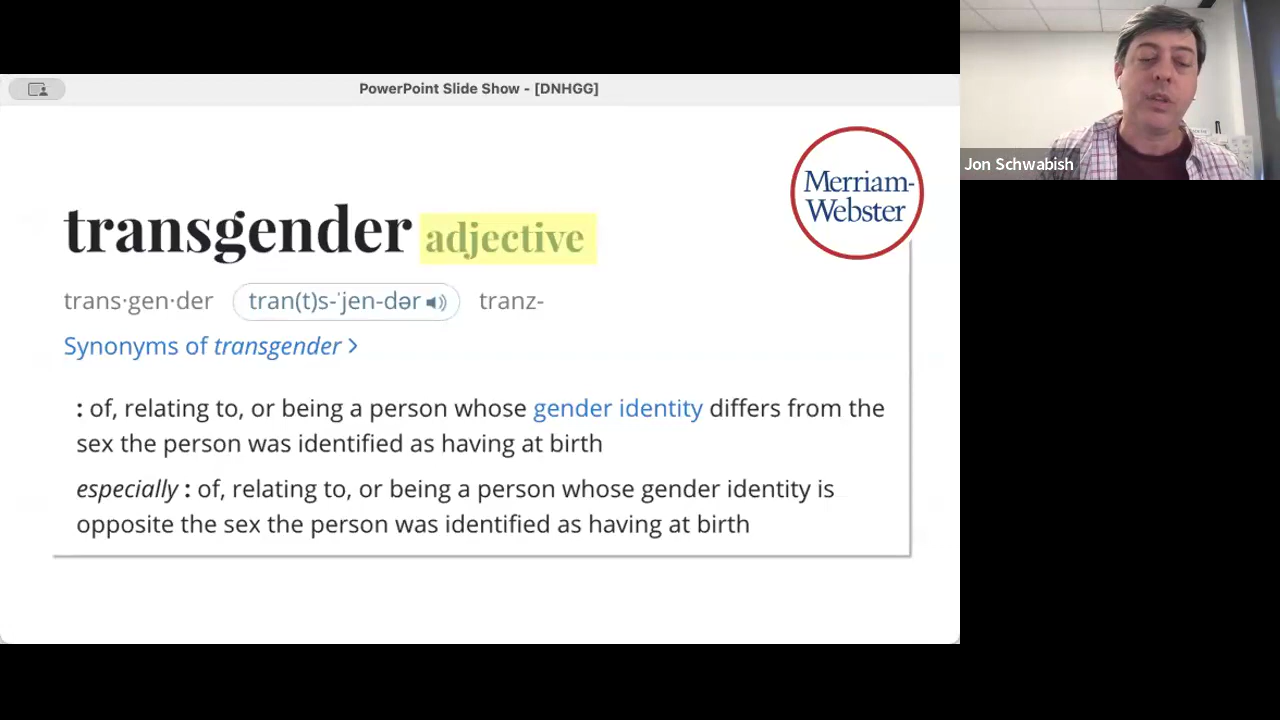 PowerPoint Slide Show - [DNHGG]
Merriam-
Webster
transgender adjective
trans·gen·der tran(t)s-ˈjen-dər tranz-
Synonyms of transgender >
: of, relating to, or being a person whose gender identity differs from the
sex the person was identified as having at birth
especially : of, relating to, or being a person whose gender identity is
opposite the sex the person was identified as having at birth
Jon Schwabish